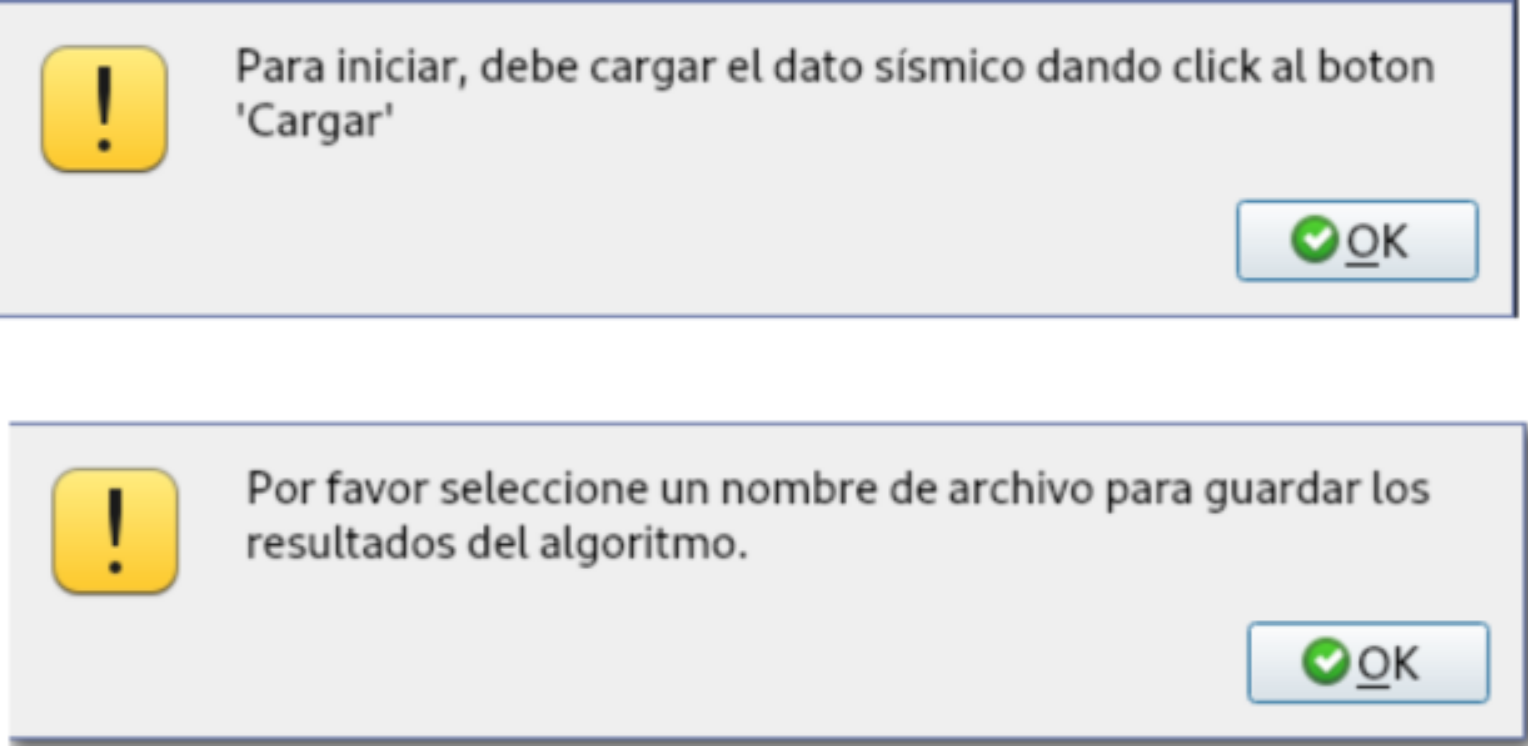 Para iniciar, debe cargar el dato sísmico dando click al boton
'Cargar'
OK
Por favor seleccione un nombre de archivo para guardar los
resultados del algoritmo.
OK